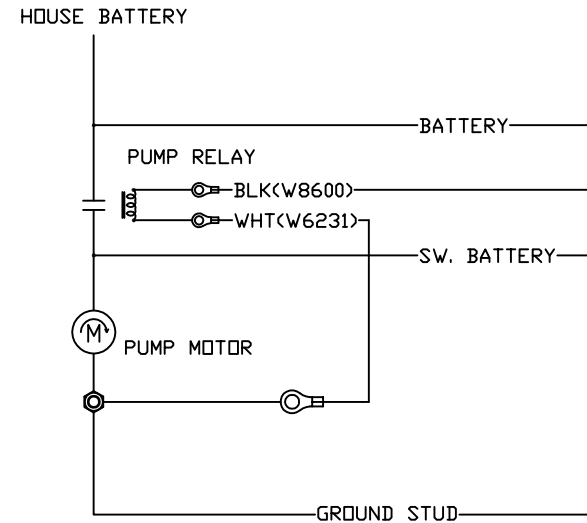 HOUSE BATTERY
BATTERY
PUMP RELAY
BLK(W8600)
WHT(W6231)
SW. BATTERY
M
PUMP MOTOR
GROUND STUD